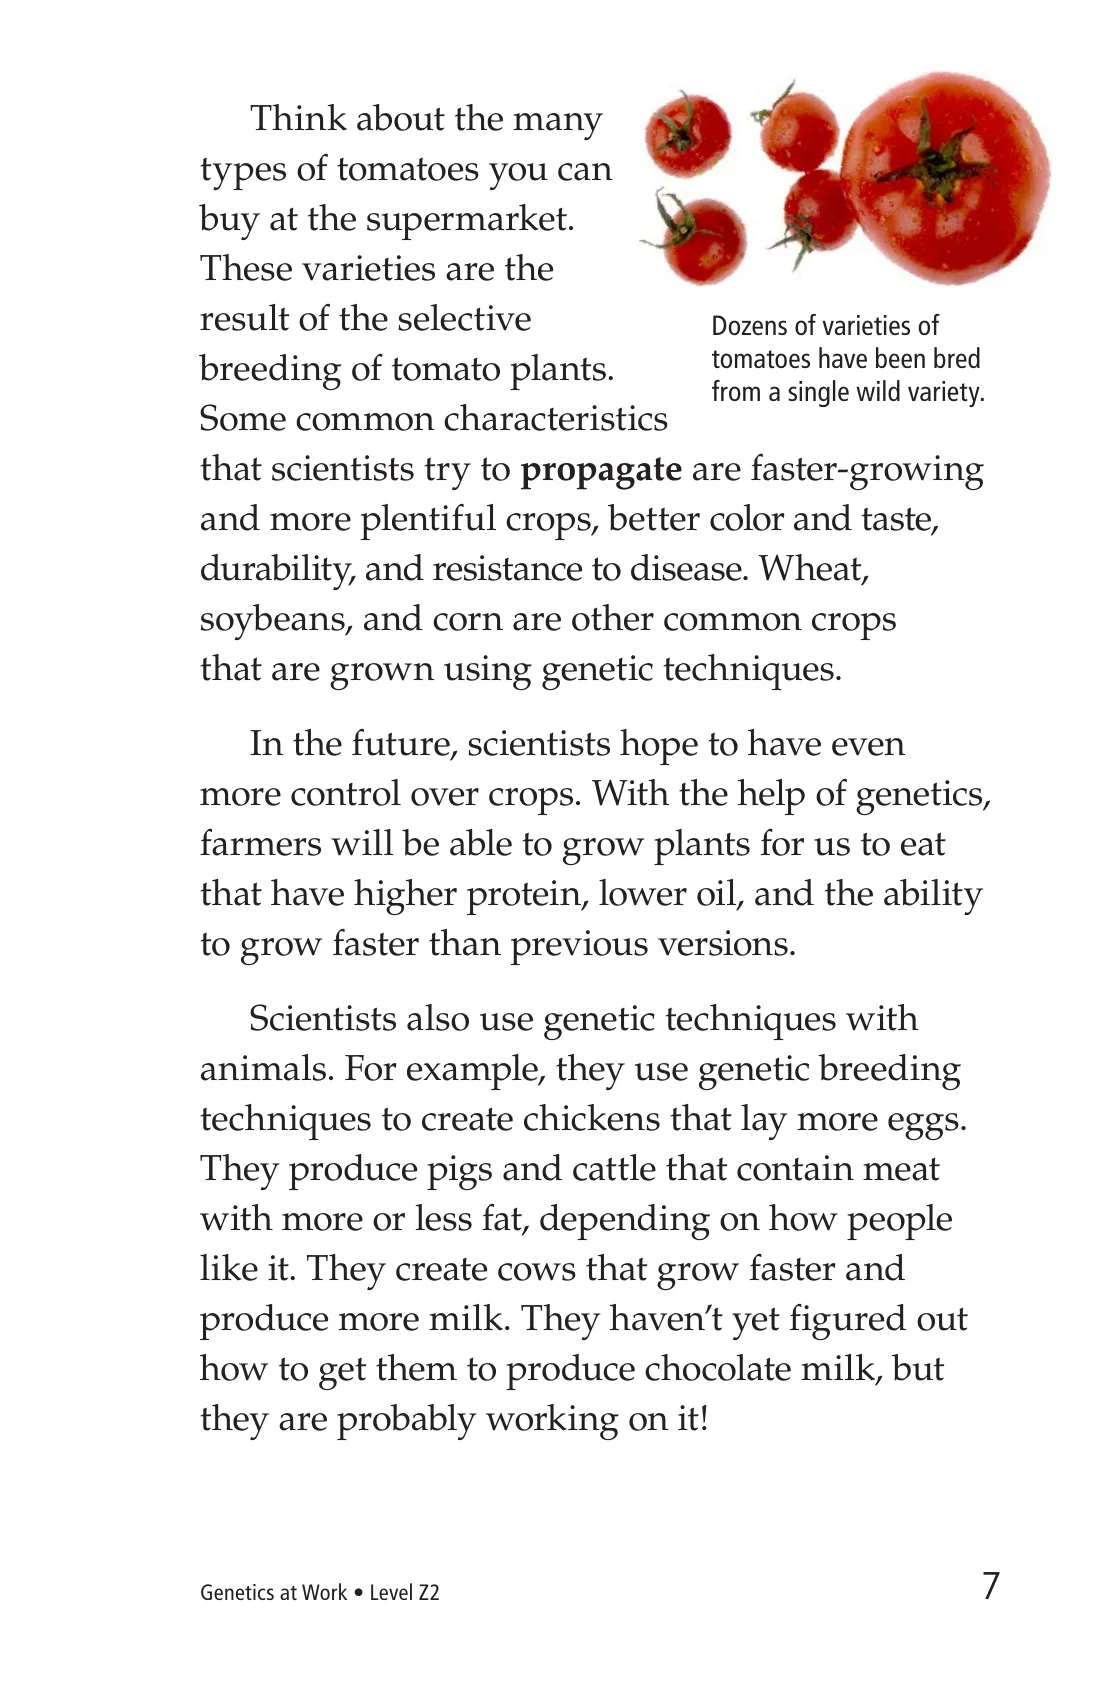 Think about the many
types of tomatoes you can
buy at the supermarket.
These varieties are the
result of the selective
breeding of tomato plants.
Some common characteristics
that scientists try to propagate are faster-growing
and more plentiful crops, better color and taste,
durability, and resistance to disease. Wheat,
soybeans, and corn are other common crops
that are grown using genetic techniques.
Dozens of varieties of
tomatoes have been bred
from a single wild variety.
In the future, scientists hope to have even
more control over crops. With the help of genetics,
farmers will be able to grow plants for us to eat
that have higher protein, lower oil, and the ability
to grow faster than previous versions.
Scientists also use genetic techniques with
animals. For example, they use genetic breeding
techniques to create chickens that lay more eggs.
They produce pigs and cattle that contain meat
with more or less fat, depending on how people
like it. They create cows that grow faster and
produce more milk. They haven’t yet figured out
how to get them to produce chocolate milk, but
they are probably working on it!
Genetics at Work • Level Z2
7